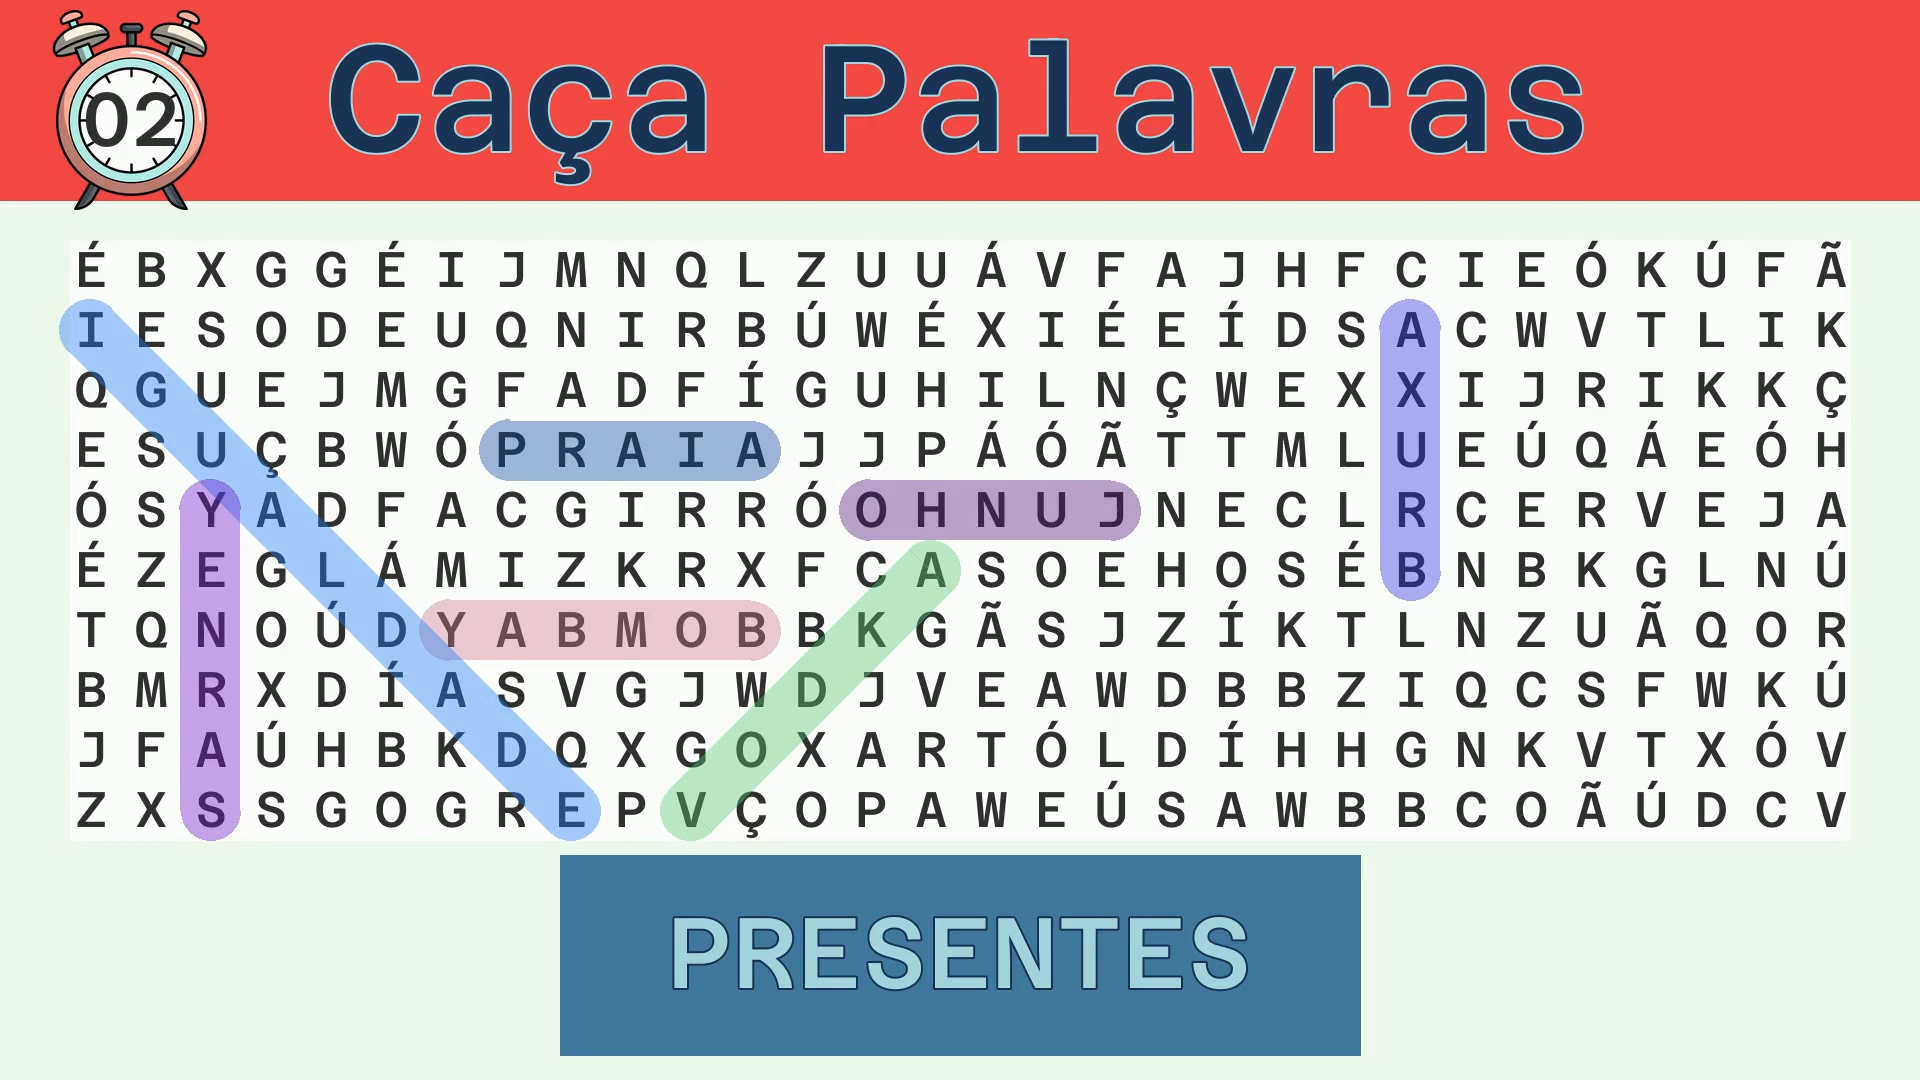 02
Caça Palavras
É B X G G É I J M N Q L Z U U Á V F A J H F C I E Ó K Ú F Ã
I E S O D E U Q N I R B Ú W É X I É E Í D S A C W V T L I K
Q G U E J M G F A D F Í G U H I L N Ç W E X X I J R I K K Ç
E S U Ç B W Ó P R A I A J J P Á Ó Ã T T M L U E Ú Q Á E Ó H
Ó S Y A D F A C G I R R Ó O H N U J N E C L R C E R V E J A
É Z E G L Á M I Z K R X F C A S O E H O S É B N B K G L N Ú
T Q N O Ú D Y A B M O B B K G Ã S J Z Í K T L N Z U Ã Q O R
B M R X D Í A S V G J W D J V E A W D B B Z I Q C S F W K Ú
J F A Ú H B K D Q X G O X A R T Ó L D Í H H G N K V T X Ó V
Z X S S G O G R E P V Ç O P A W E Ú S A W B B C O Ã Ú D C V
PRESENTES